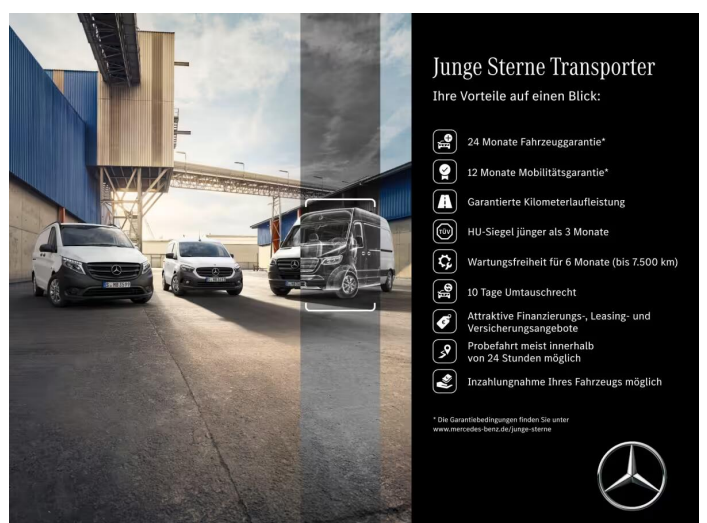 Junge Sterne Transporter
Ihre Vorteile auf einen Blick:
24 Monate Fahrzeuggarantie*
12 Monate Mobilitätsgarantie*
Garantierte Kilometerlaufleistung
TÜV
HU-Siegel jünger als 3 Monate
Wartungsfreiheit für 6 Monate (bis 7.500 km)
10 Tage Umtauschrecht
Attraktive Finanzierungs-, Leasing- und
Versicherungsangebote
Probefahrt meist innerhalb
von 24 Stunden möglich
Inzahlungnahme Ihres Fahrzeugs möglich
* Die Garantiebedingungen finden Sie unter
www.mercedes-benz.de/junge-sterne